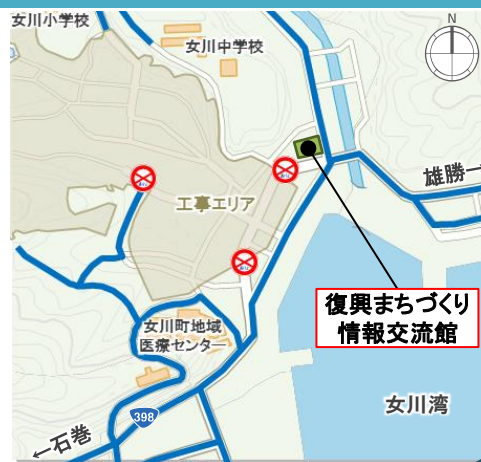 女川小学校
女川中学校
N
雄勝→
工事エリア
復興まちづくり
情報交流館
女川町地域
医療センター
女川湾
398
←石巻